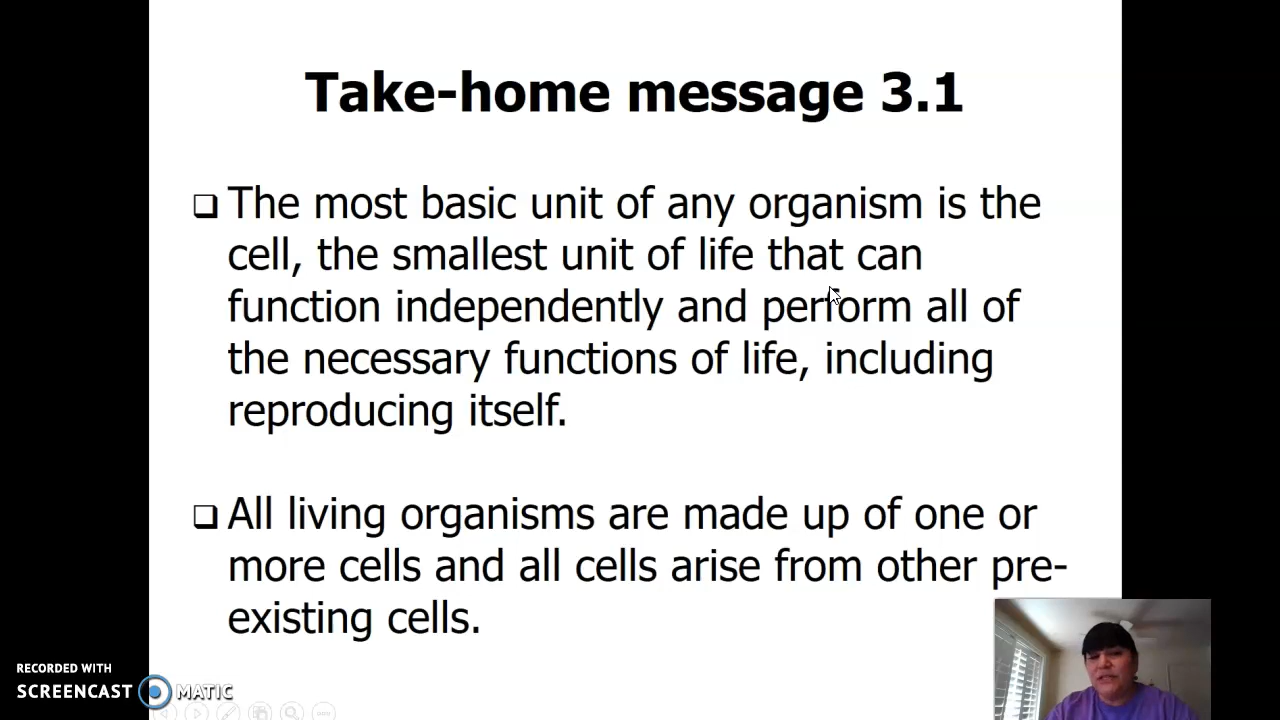 Take-home message 3.1
The most basic unit of any organism is the
cell, the smallest unit of life that can
function independently and perform all of
the necessary functions of life, including
reproducing itself.
All living organisms are made up of one or
more cells and all cells arise from other pre-
existing cells.
RECORDED WITH
SCREENCAST MATIC